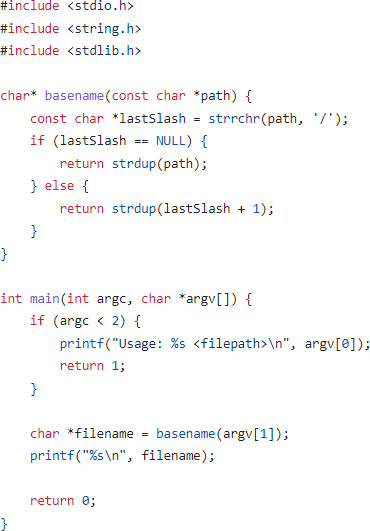 #include <stdio.h>
#include <string.h>
#include <stdlib.h>

char* basename(const char *path) {
    const char *lastSlash = strrchr(path, '/');
    if (lastSlash == NULL) {
        return strdup(path);
    } else {
        return strdup(lastSlash + 1);
    }
}

int main(int argc, char *argv[]) {
    if (argc < 2) {
        printf("Usage: %s <filepath>\n", argv[0]);
        return 1;
    }

    char *filename = basename(argv[1]);
    printf("%s\n", filename);

    return 0;
}